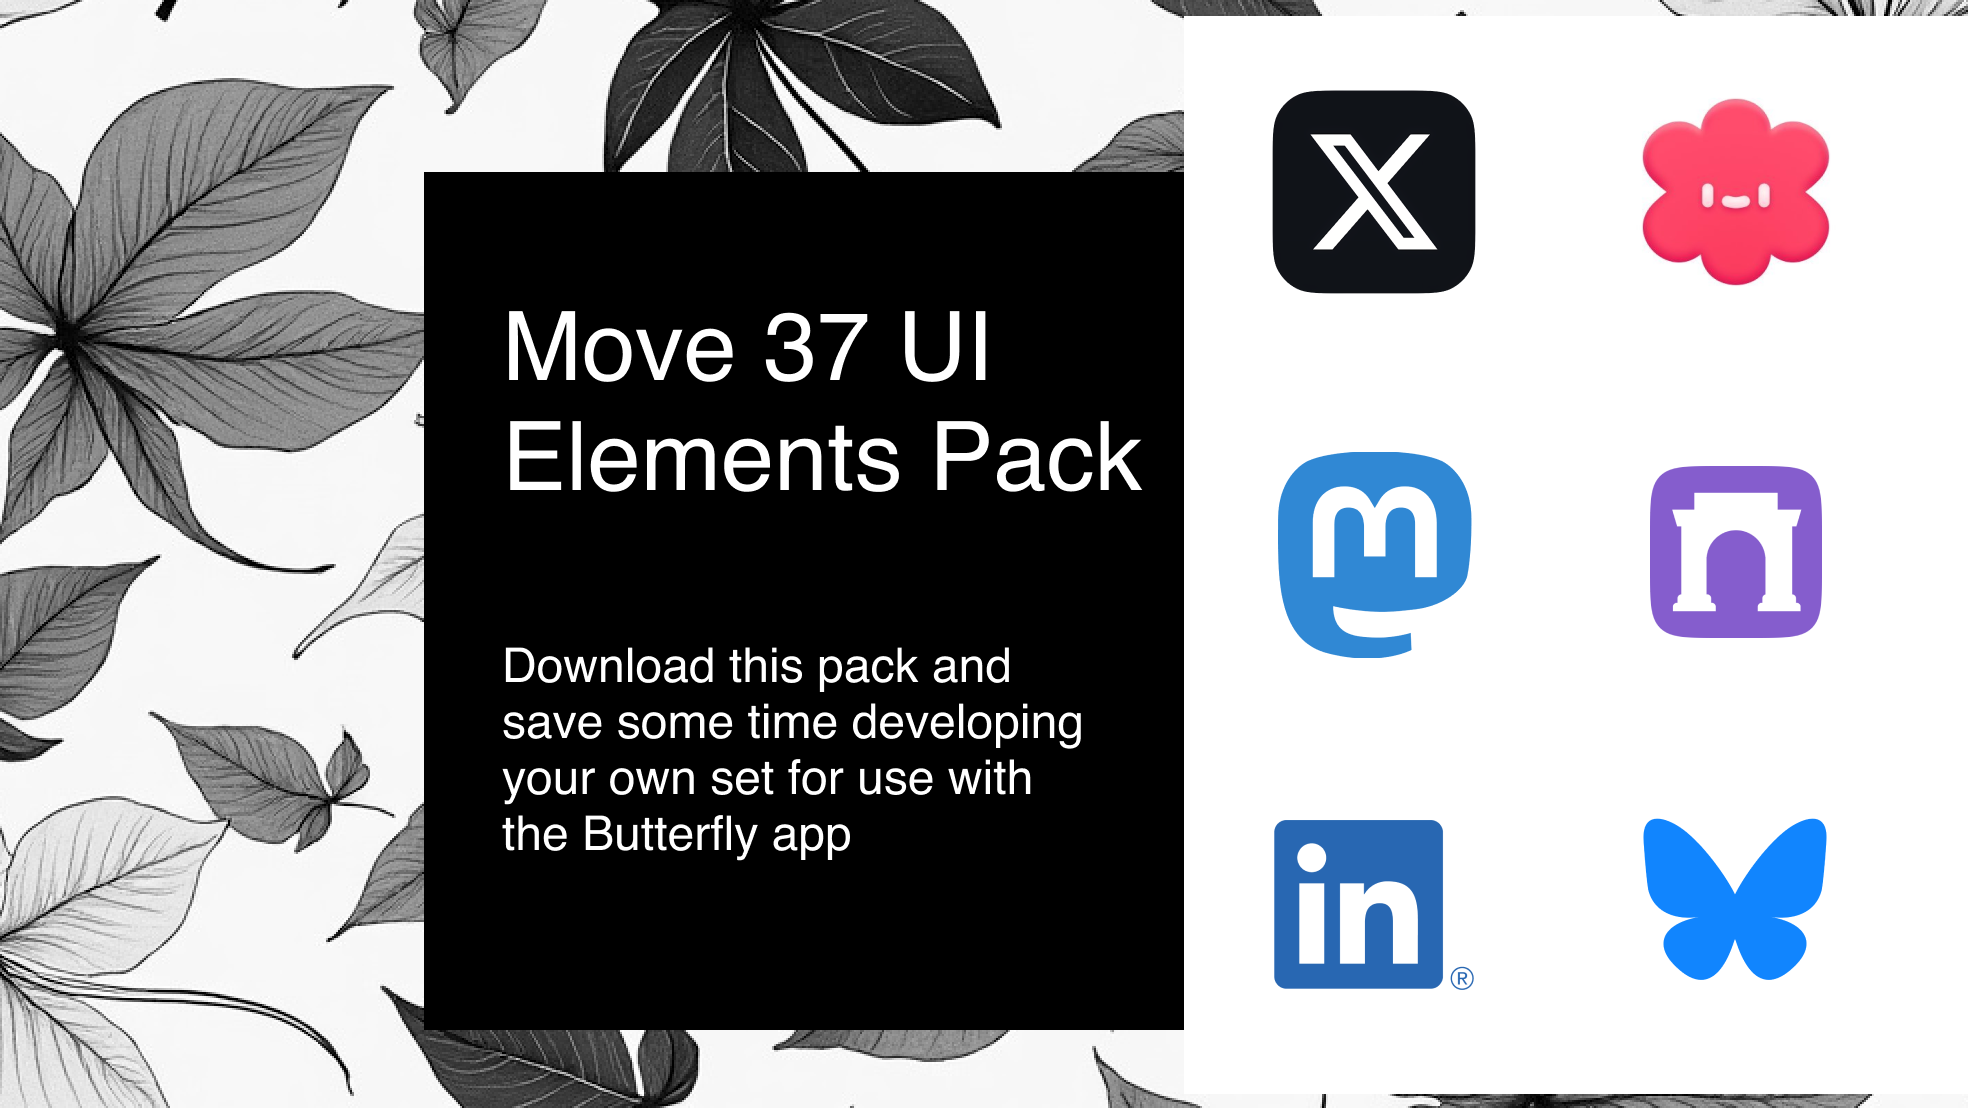 Move 37 UI
Elements Pack
Download this pack and
save some time developing
your own set for use with
the Butterfly app
X
m
in
®